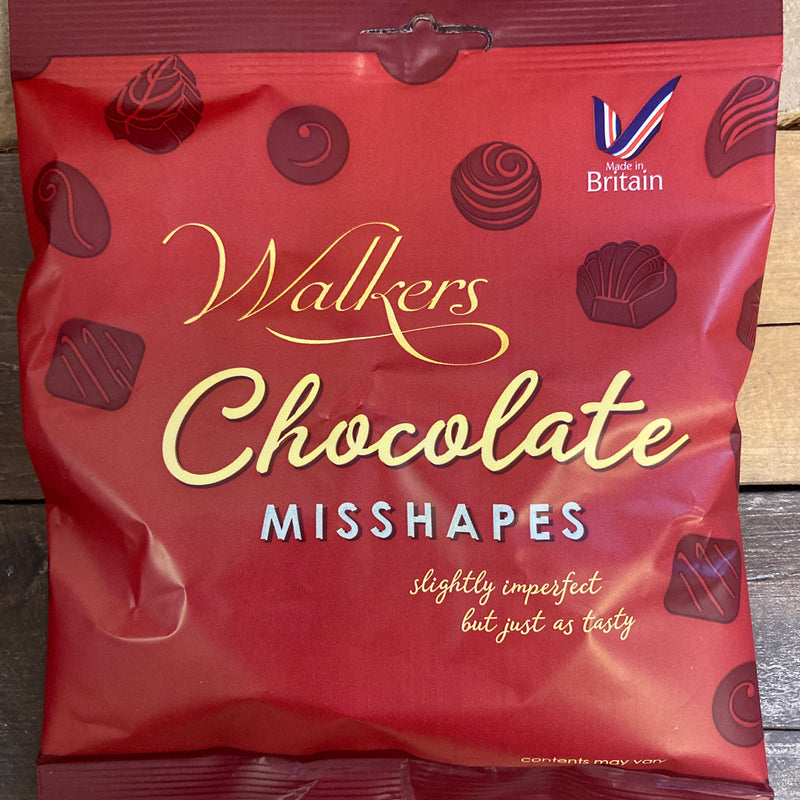 Made in
Britain
Walkers
Chocolate
MISSHAPES
slightly imperfect
but just as tasty
contents may vary